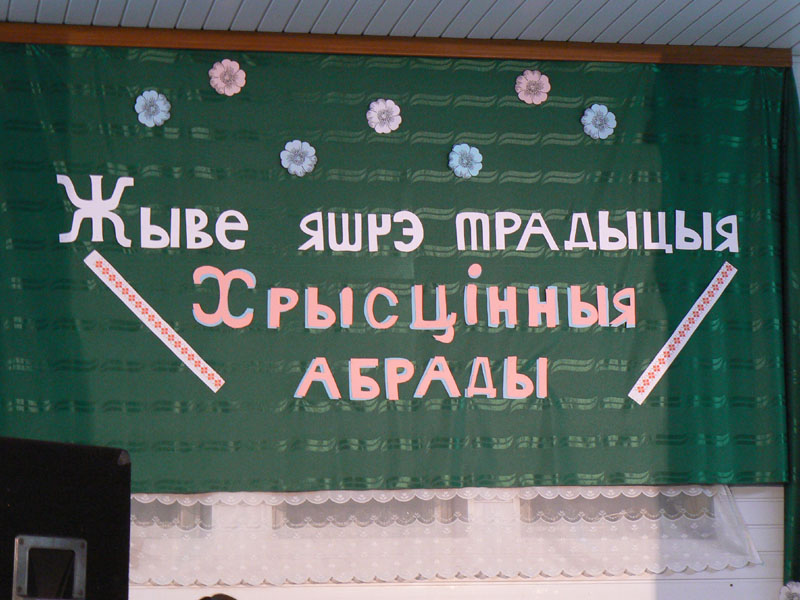 Жыве яшчэ традыцыя
Хрысцінныя
абрады